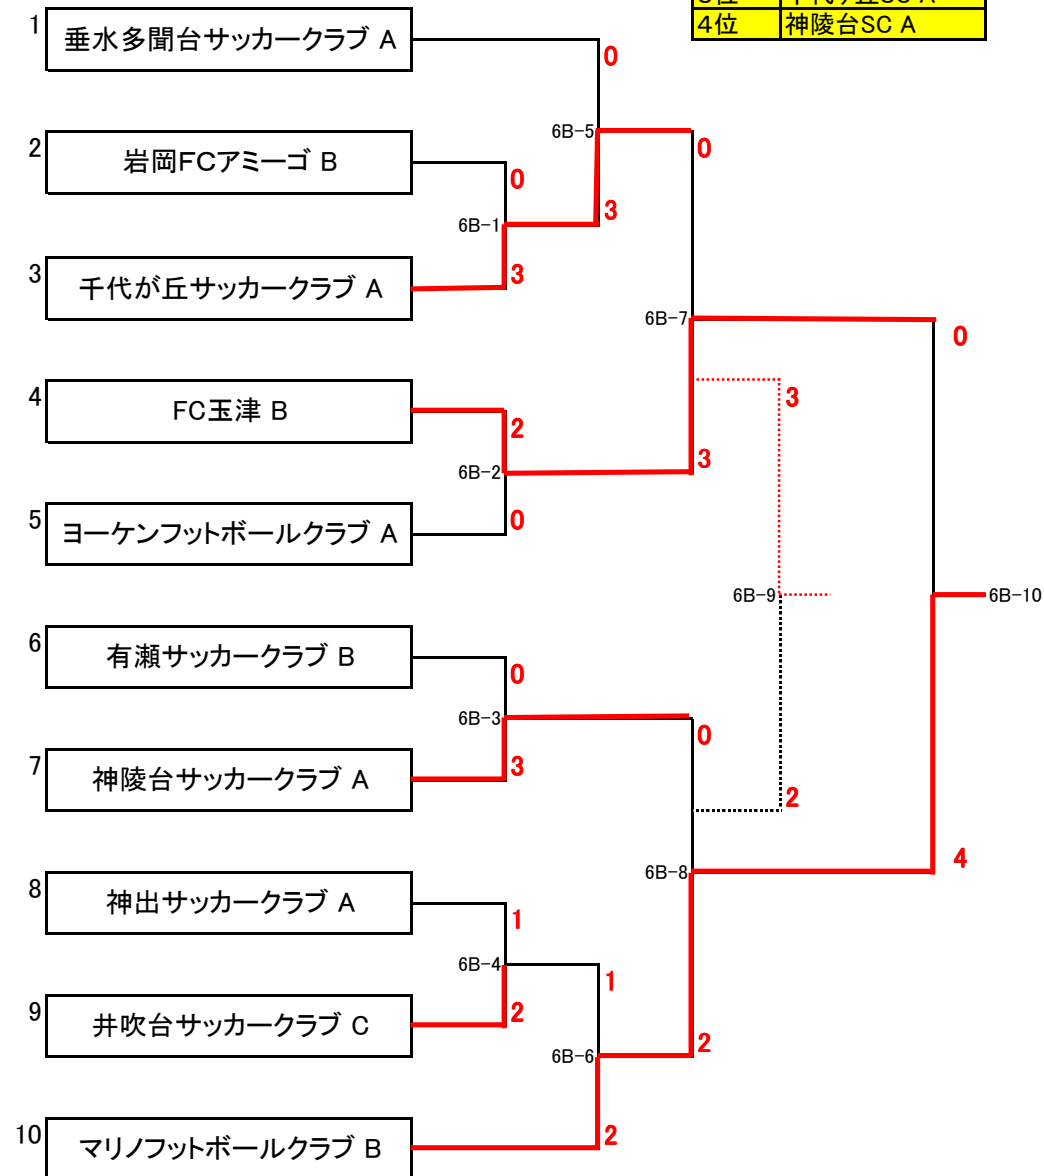 4位 神陵台SC A
1 垂水多聞台サッカークラブ A
0
6B-5
0
2 岩岡FCアミーゴ B
0
3
6B-1
3 千代が丘サッカークラブ A
3
6B-7
0
3
4 FC玉津 B
2
3
6B-2
5 ヨーケンフットボールクラブ A
0
6B-9
6B-10
6 有瀬サッカークラブ B
0
6B-3
0
7 神陵台サッカークラブ A
3
2
4
6B-8
8 神出サッカークラブ A
1
6B-4
1
9 井吹台サッカークラブ C
2
2
6B-6
10 マリノフットボールクラブ B
2